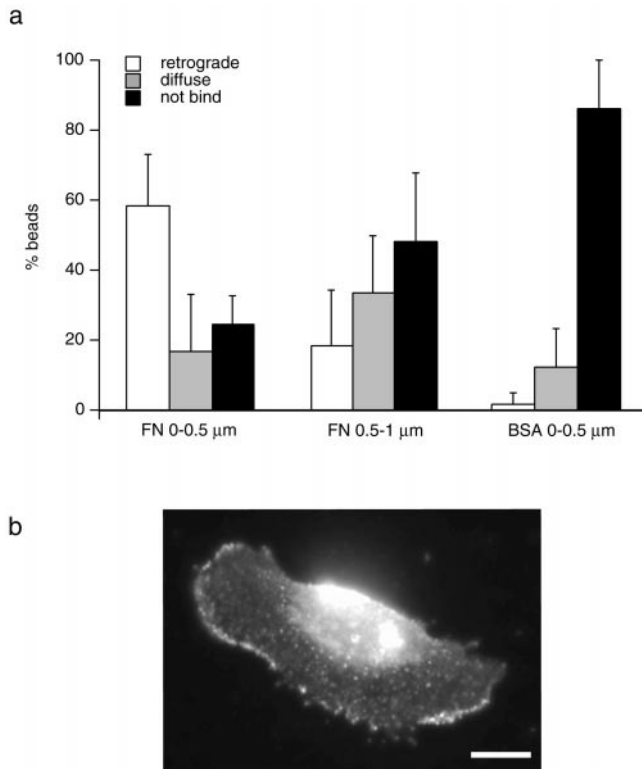 a
retrograde
diffuse
not bind
100
80
60
40
20
0
% beads
FN 0-0.5 μm
FN 0.5-1 μm
BSA 0-0.5 μm
b